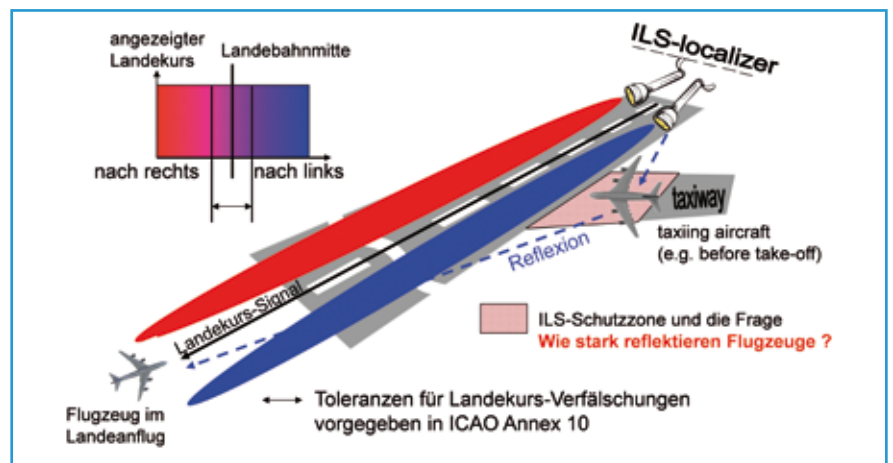 angezeigter
Landekurs
Landebahnmitte
nach rechts
nach links
ILS-localizer
taxiway
taxiing aircraft
(e.g. before take-off)
Reflexion
Landekurs-Signal
ILS-Schutzzone und die Frage
Wie stark reflektieren Flugzeuge ?
Flugzeug im
Landeanflug
Toleranzen für Landekurs-Verfälschungen
vorgegeben in ICAO Annex 10